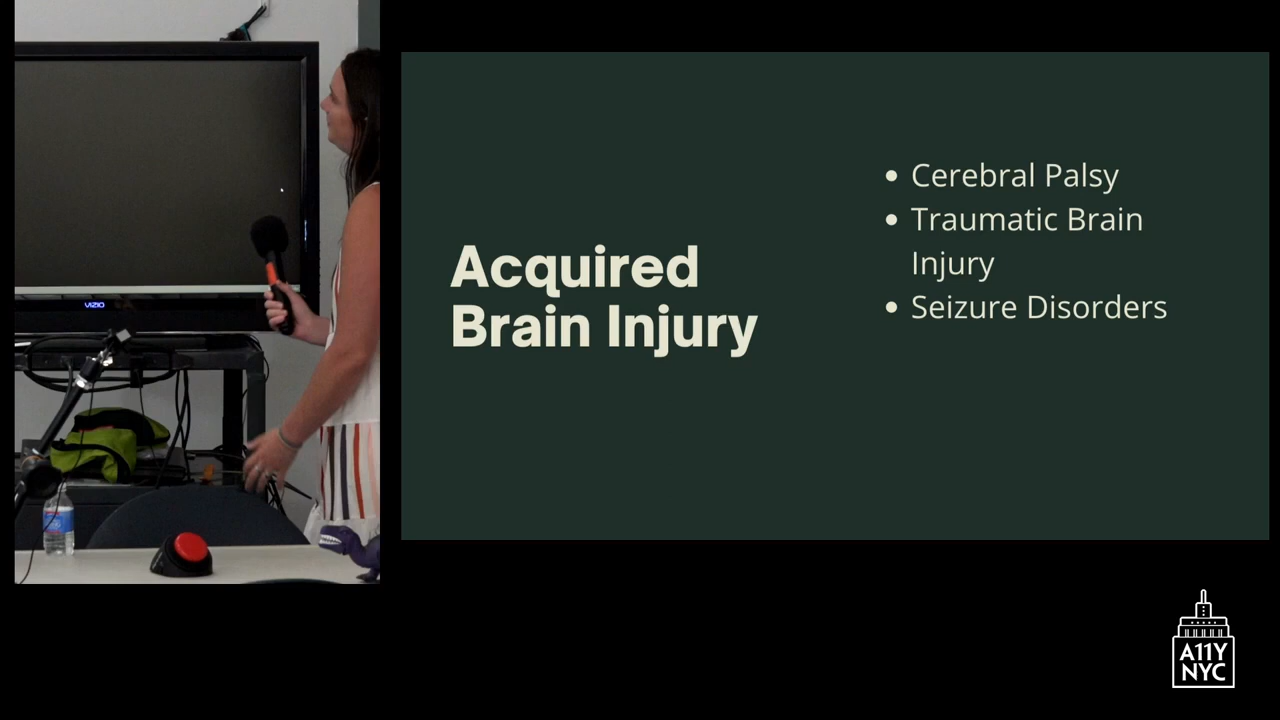 Acquired
Brain Injury
• Cerebral Palsy
• Traumatic Brain
Injury
• Seizure Disorders
VIZIO
A11Y
NYC